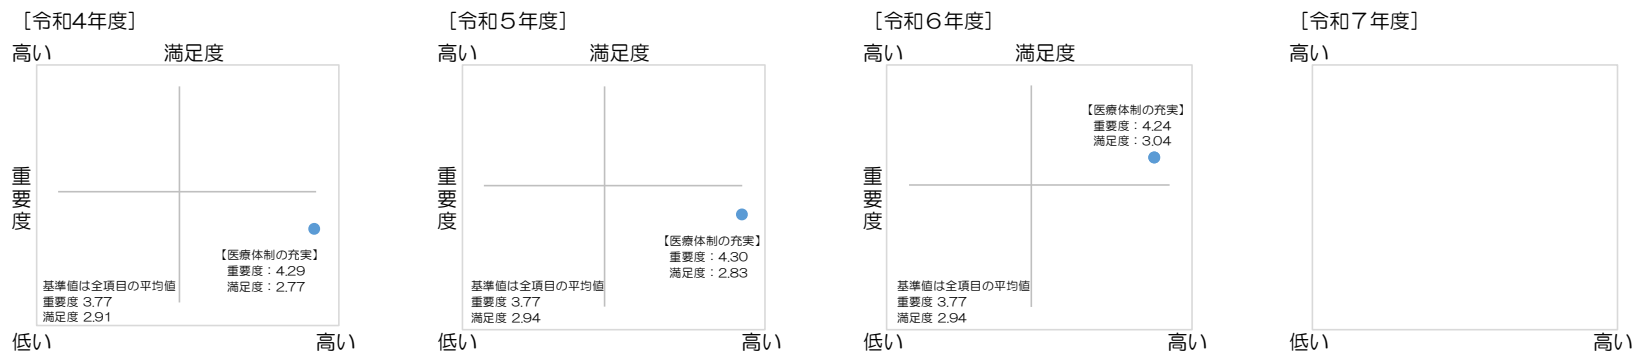 ［令和4年度］
高い
満足度
重要度
【医療体制の充実】
重要度：4.29
満足度：2.77
基準値は全項目の平均値
重要度 3.77
満足度 2.91
低い
高い
［令和５年度］
高い
満足度
重要度
【医療体制の充実】
重要度：4.30
満足度：2.83
基準値は全項目の平均値
重要度 3.77
満足度 2.94
低い
高い
［令和６年度］
高い
満足度
【医療体制の充実】
重要度：4.24
満足度：3.04
重要度
基準値は全項目の平均値
重要度 3.77
満足度 2.94
低い
高い
［令和７年度］
高い
低い
高い